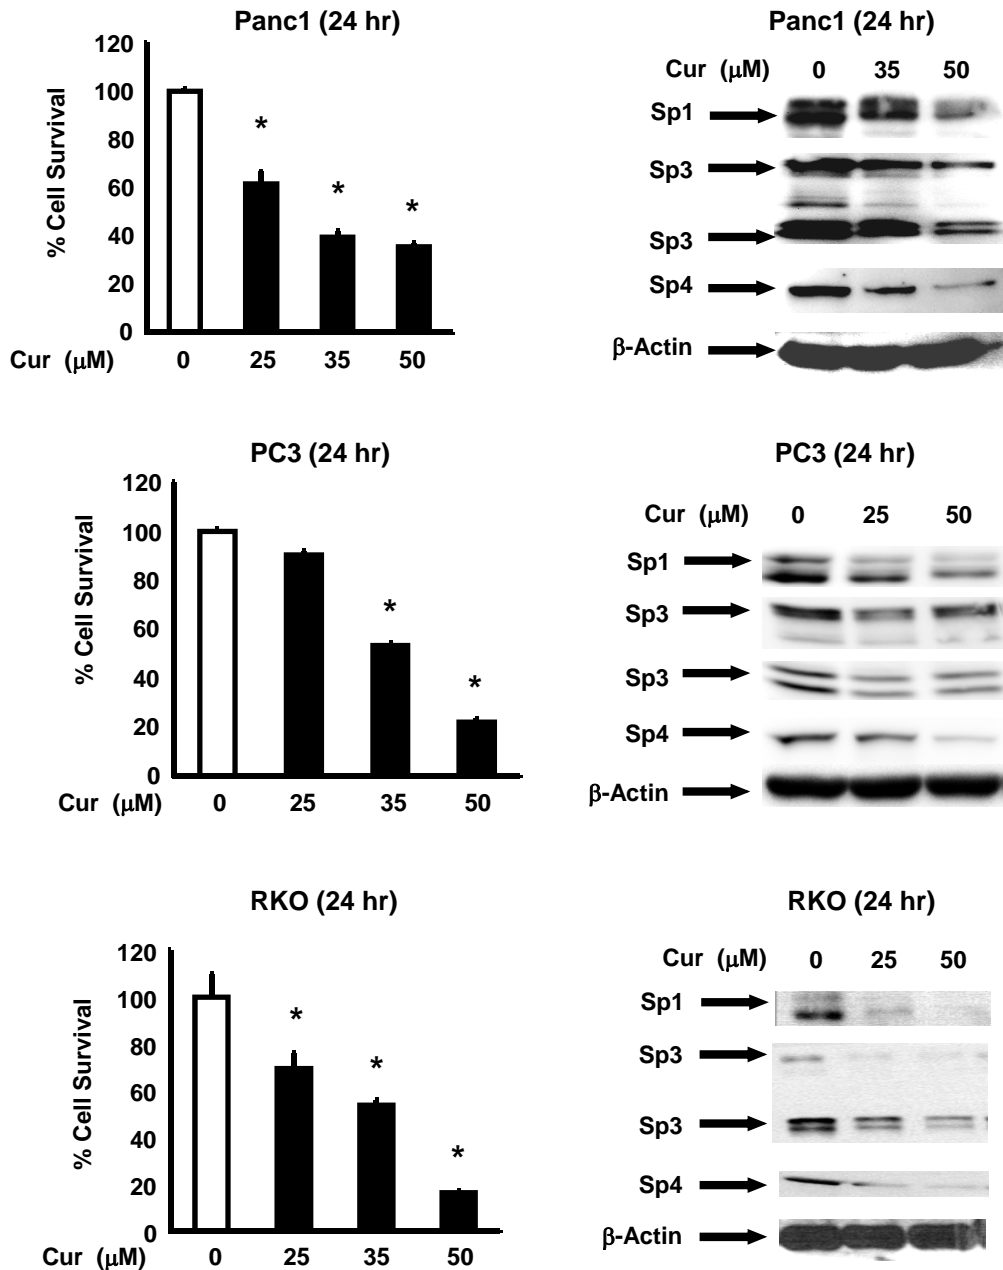 Panc1 (24 hr)
120
100
80
60
40
20
0
% Cell Survival
*
*
*
Cur (μM) 0 25 35 50
Panc1 (24 hr)
Cur (μM) 0 35 50
Sp1
Sp3
Sp3
Sp4
β-Actin
PC3 (24 hr)
120
100
80
60
40
20
0
% Cell Survival
*
*
Cur (μM) 0 25 35 50
PC3 (24 hr)
Cur (μM) 0 25 50
Sp1
Sp3
Sp3
Sp4
β-Actin
RKO (24 hr)
120
100
80
60
40
20
0
% Cell Survival
*
*
*
Cur (μM) 0 25 35 50
RKO (24 hr)
Cur (μM) 0 25 50
Sp1
Sp3
Sp3
Sp4
β-Actin